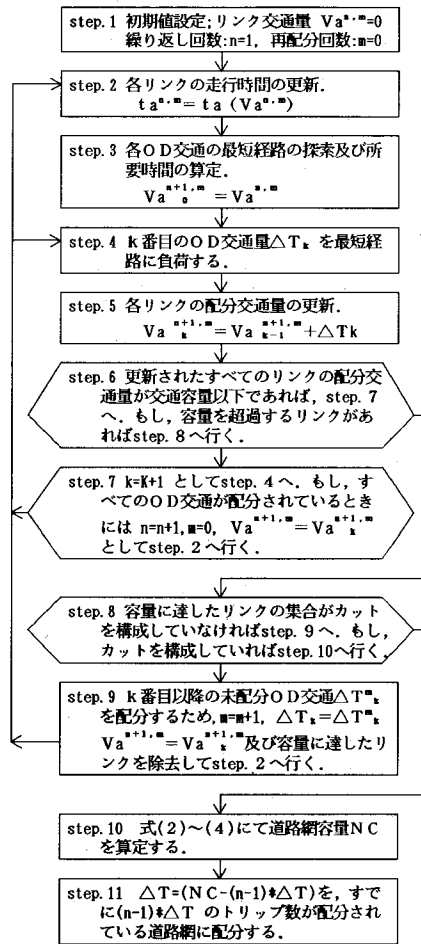 step.1 初期値設定;リンク交通量 Va^{n,m}=0
繰り返し回数:n=1, 再配分回数:m=0
step.2 各リンクの走行時間の更新.
ta^{n,m}= ta (Va^{n,m})
step.3 各OD交通の最短経路の探索及び所
要時間の算定.
Va^{n+1,m}_{0} = Va^{n,m}
step.4 k番目のOD交通量△T_k を最短経
路に負荷する.
step.5 各リンクの配分交通量の更新.
Va^{n+1,m}_{k}=Va^{n+1,m}_{k-1}+△Tk
step.6 更新されたすべてのリンクの配分交
通量が交通容量以下であれば, step.7
へ.もし,容量を超過するリンクがあ
ればstep.8へ行く.
step.7 k=K+1 としてstep.4へ.もし,す
べてのOD交通が配分されているとき
には n=n+1,m=0, Va^{n+1,m}=Va^{n+1,m}_{k}
としてstep.2へ行く.
step.8 容量に達したリンクの集合がカット
を構成していなければstep.9へ.もし,
カットを構成していればstep.10へ行く.
step.9 k番目以降の未配分OD交通△T^m_k
を配分するため,m=m+1, △T_k=△T^m_k
Va^{n+1,m}=Va^{n+1,m}_{k}及び容量に達したリ
ンクを除去してstep.2へ行く.
step.10 式(2)~(4)にて道路網容量NC
を算定する.
step.11 △T=(NC-(n-1)*△T)を,すで
に(n-1)*△T のトリップ数が配分され
ている道路網に配分する.